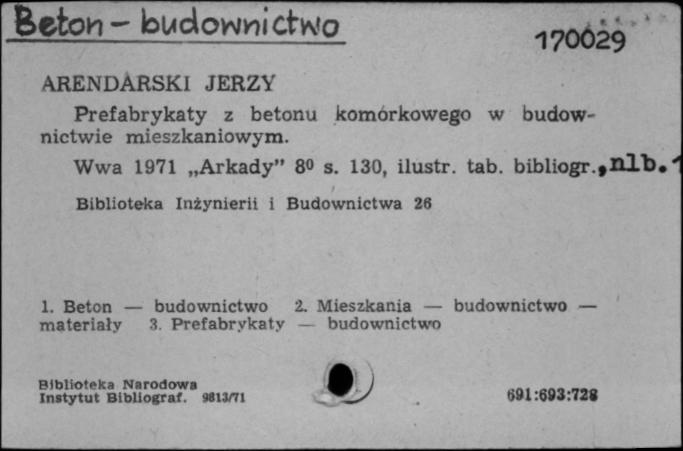 Beton - budownictwo
170029
ARENDARSKI JERZY
Prefabrykaty z betonu komórkowego w budow-
nictwie mieszkaniowym.
Wwa 1971 „Arkady” 8⁰ s. 130, ilustr. tab. bibliogr., nlb. 1
Biblioteka Inżynierii i Budownictwa 26
1. Beton — budownictwo 2. Mieszkania — budownictwo —
materiały 3. Prefabrykaty — budownictwo
Biblioteka Narodowa
Instytut Bibliograf. 9813/71
691:693:728